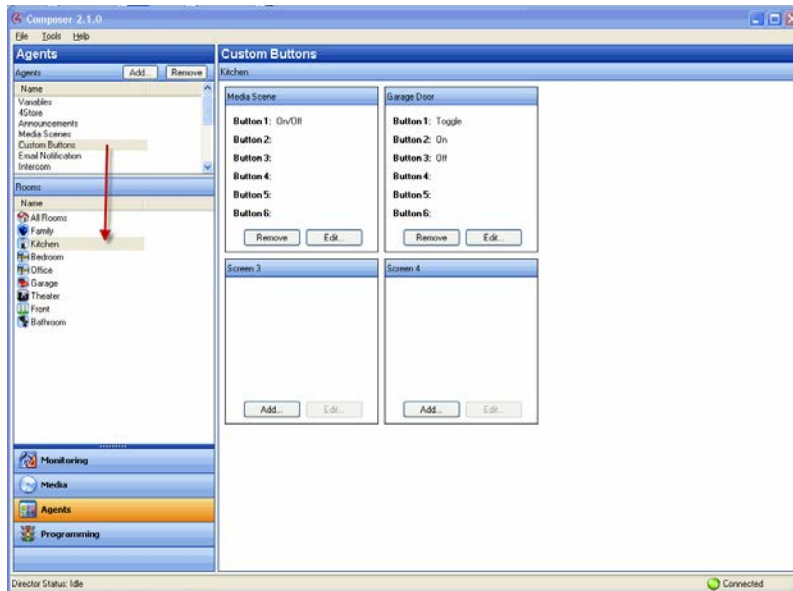 Composer 2.1.0
File Tools Help
Agents
Agents Add... Remove
Name
Variables
4Store
Announcements
Media Scenes
Custom Buttons
Email Notification
Intercom
Rooms
Name
All Rooms
Family
Kitchen
Bedroom
Office
Garage
Theater
Front
Bathroom
Monitoring
Media
Agents
Programming
Custom Buttons
Kitchen
Media Scene
Button 1: On/Off
Button 2:
Button 3:
Button 4:
Button 5:
Button 6:
Remove Edit...
Garage Door
Button 1: Toggle
Button 2: On
Button 3: Off
Button 4:
Button 5:
Button 6:
Remove Edit...
Screen 3
Add... Edit...
Screen 4
Add... Edit...
Director Status: Idle
Connected